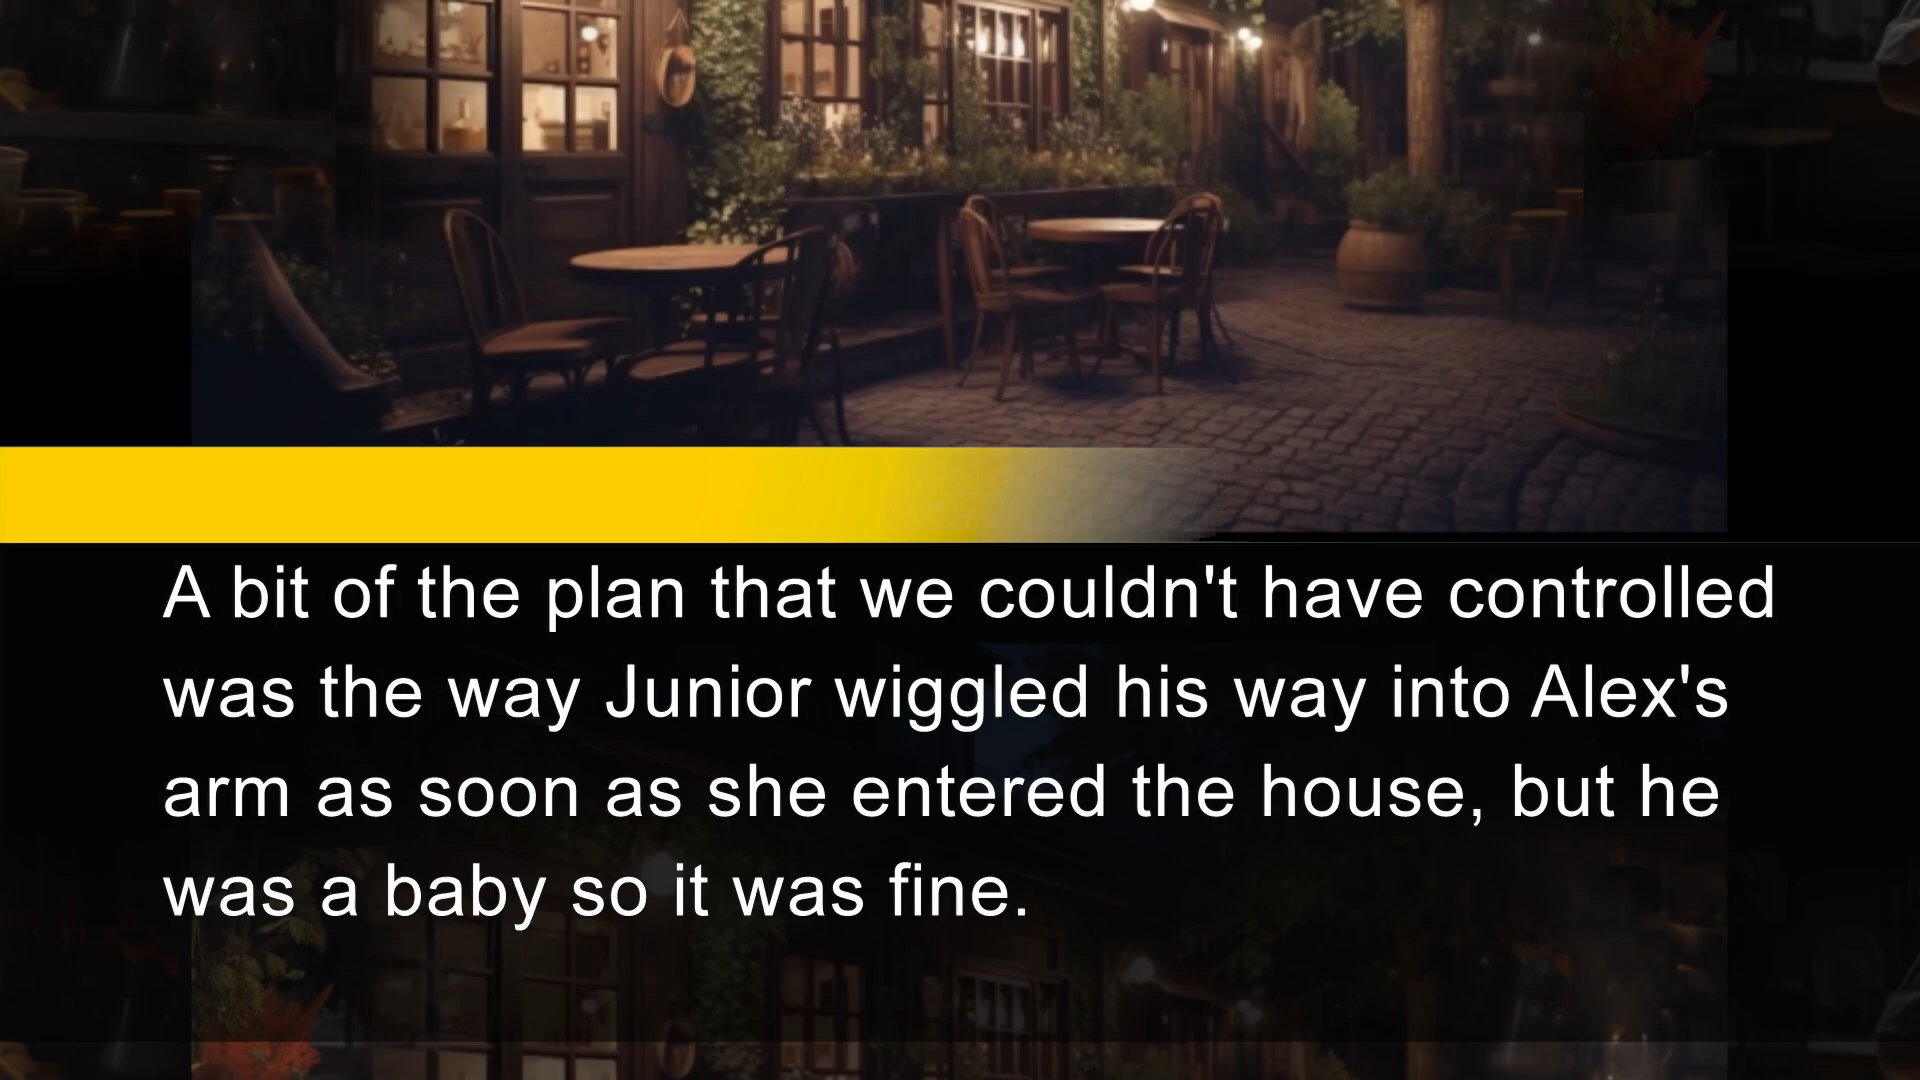 A bit of the plan that we couldn't have controlled
was the way Junior wiggled his way into Alex's
arm as soon as she entered the house, but he
was a baby so it was fine.